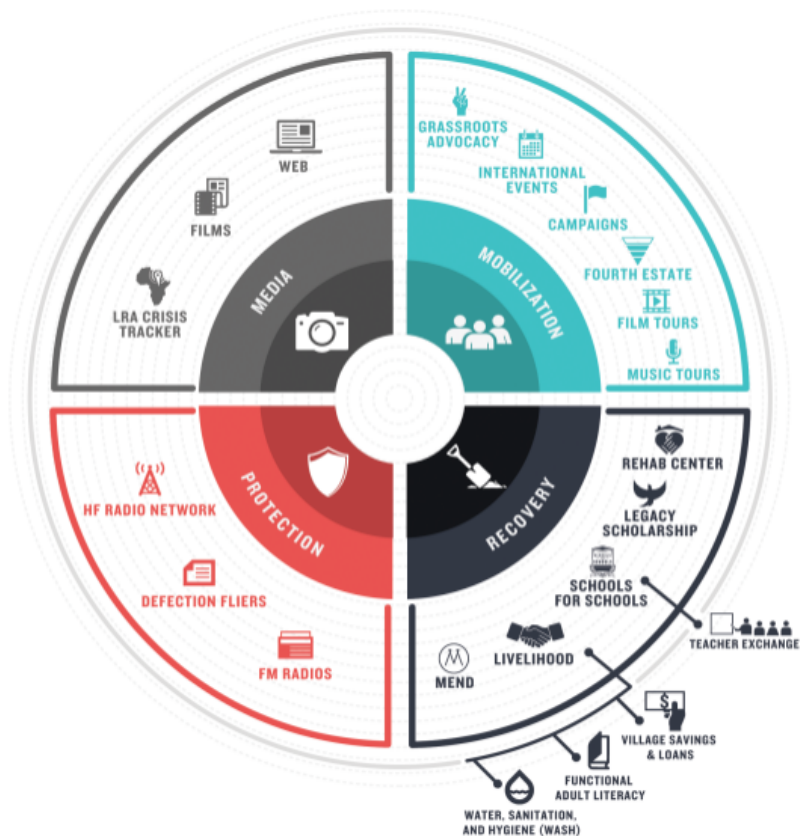 MEDIA
WEB
FILMS
LRA CRISIS
TRACKER
MOBILIZATION
GRASSROOTS
ADVOCACY
INTERNATIONAL
EVENTS
CAMPAIGNS
FOURTH ESTATE
FILM TOURS
MUSIC TOURS
PROTECTION
HF RADIO NETWORK
DEFECTION FLIERS
FM RADIOS
RECOVERY
REHAB CENTER
LEGACY
SCHOLARSHIP
SCHOOLS
FOR SCHOOLS
TEACHER EXCHANGE
LIVELIHOOD
MEND
$
VILLAGE SAVINGS
& LOANS
FUNCTIONAL
ADULT LITERACY
WATER, SANITATION,
AND HYGIENE (WASH)